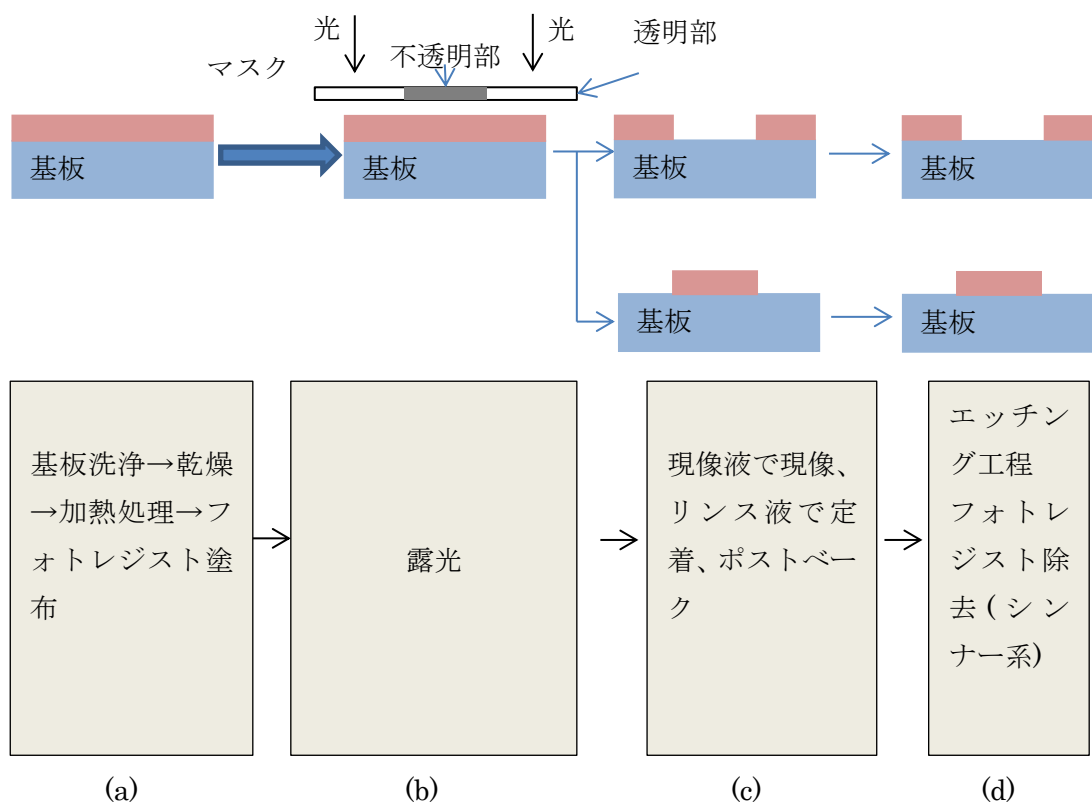 光
光
透明部
不透明部
マスク
基板
基板
基板
基板
基板
基板
基板洗浄→乾燥
→加熱処理→フ
ォトレジスト塗
布
露光
現像液で現像、
リンス液で定
着、ポストベー
ク
エッチン
グ工程
フォトレ
ジスト除
去(シン
ナー系)
(a)
(b)
(c)
(d)